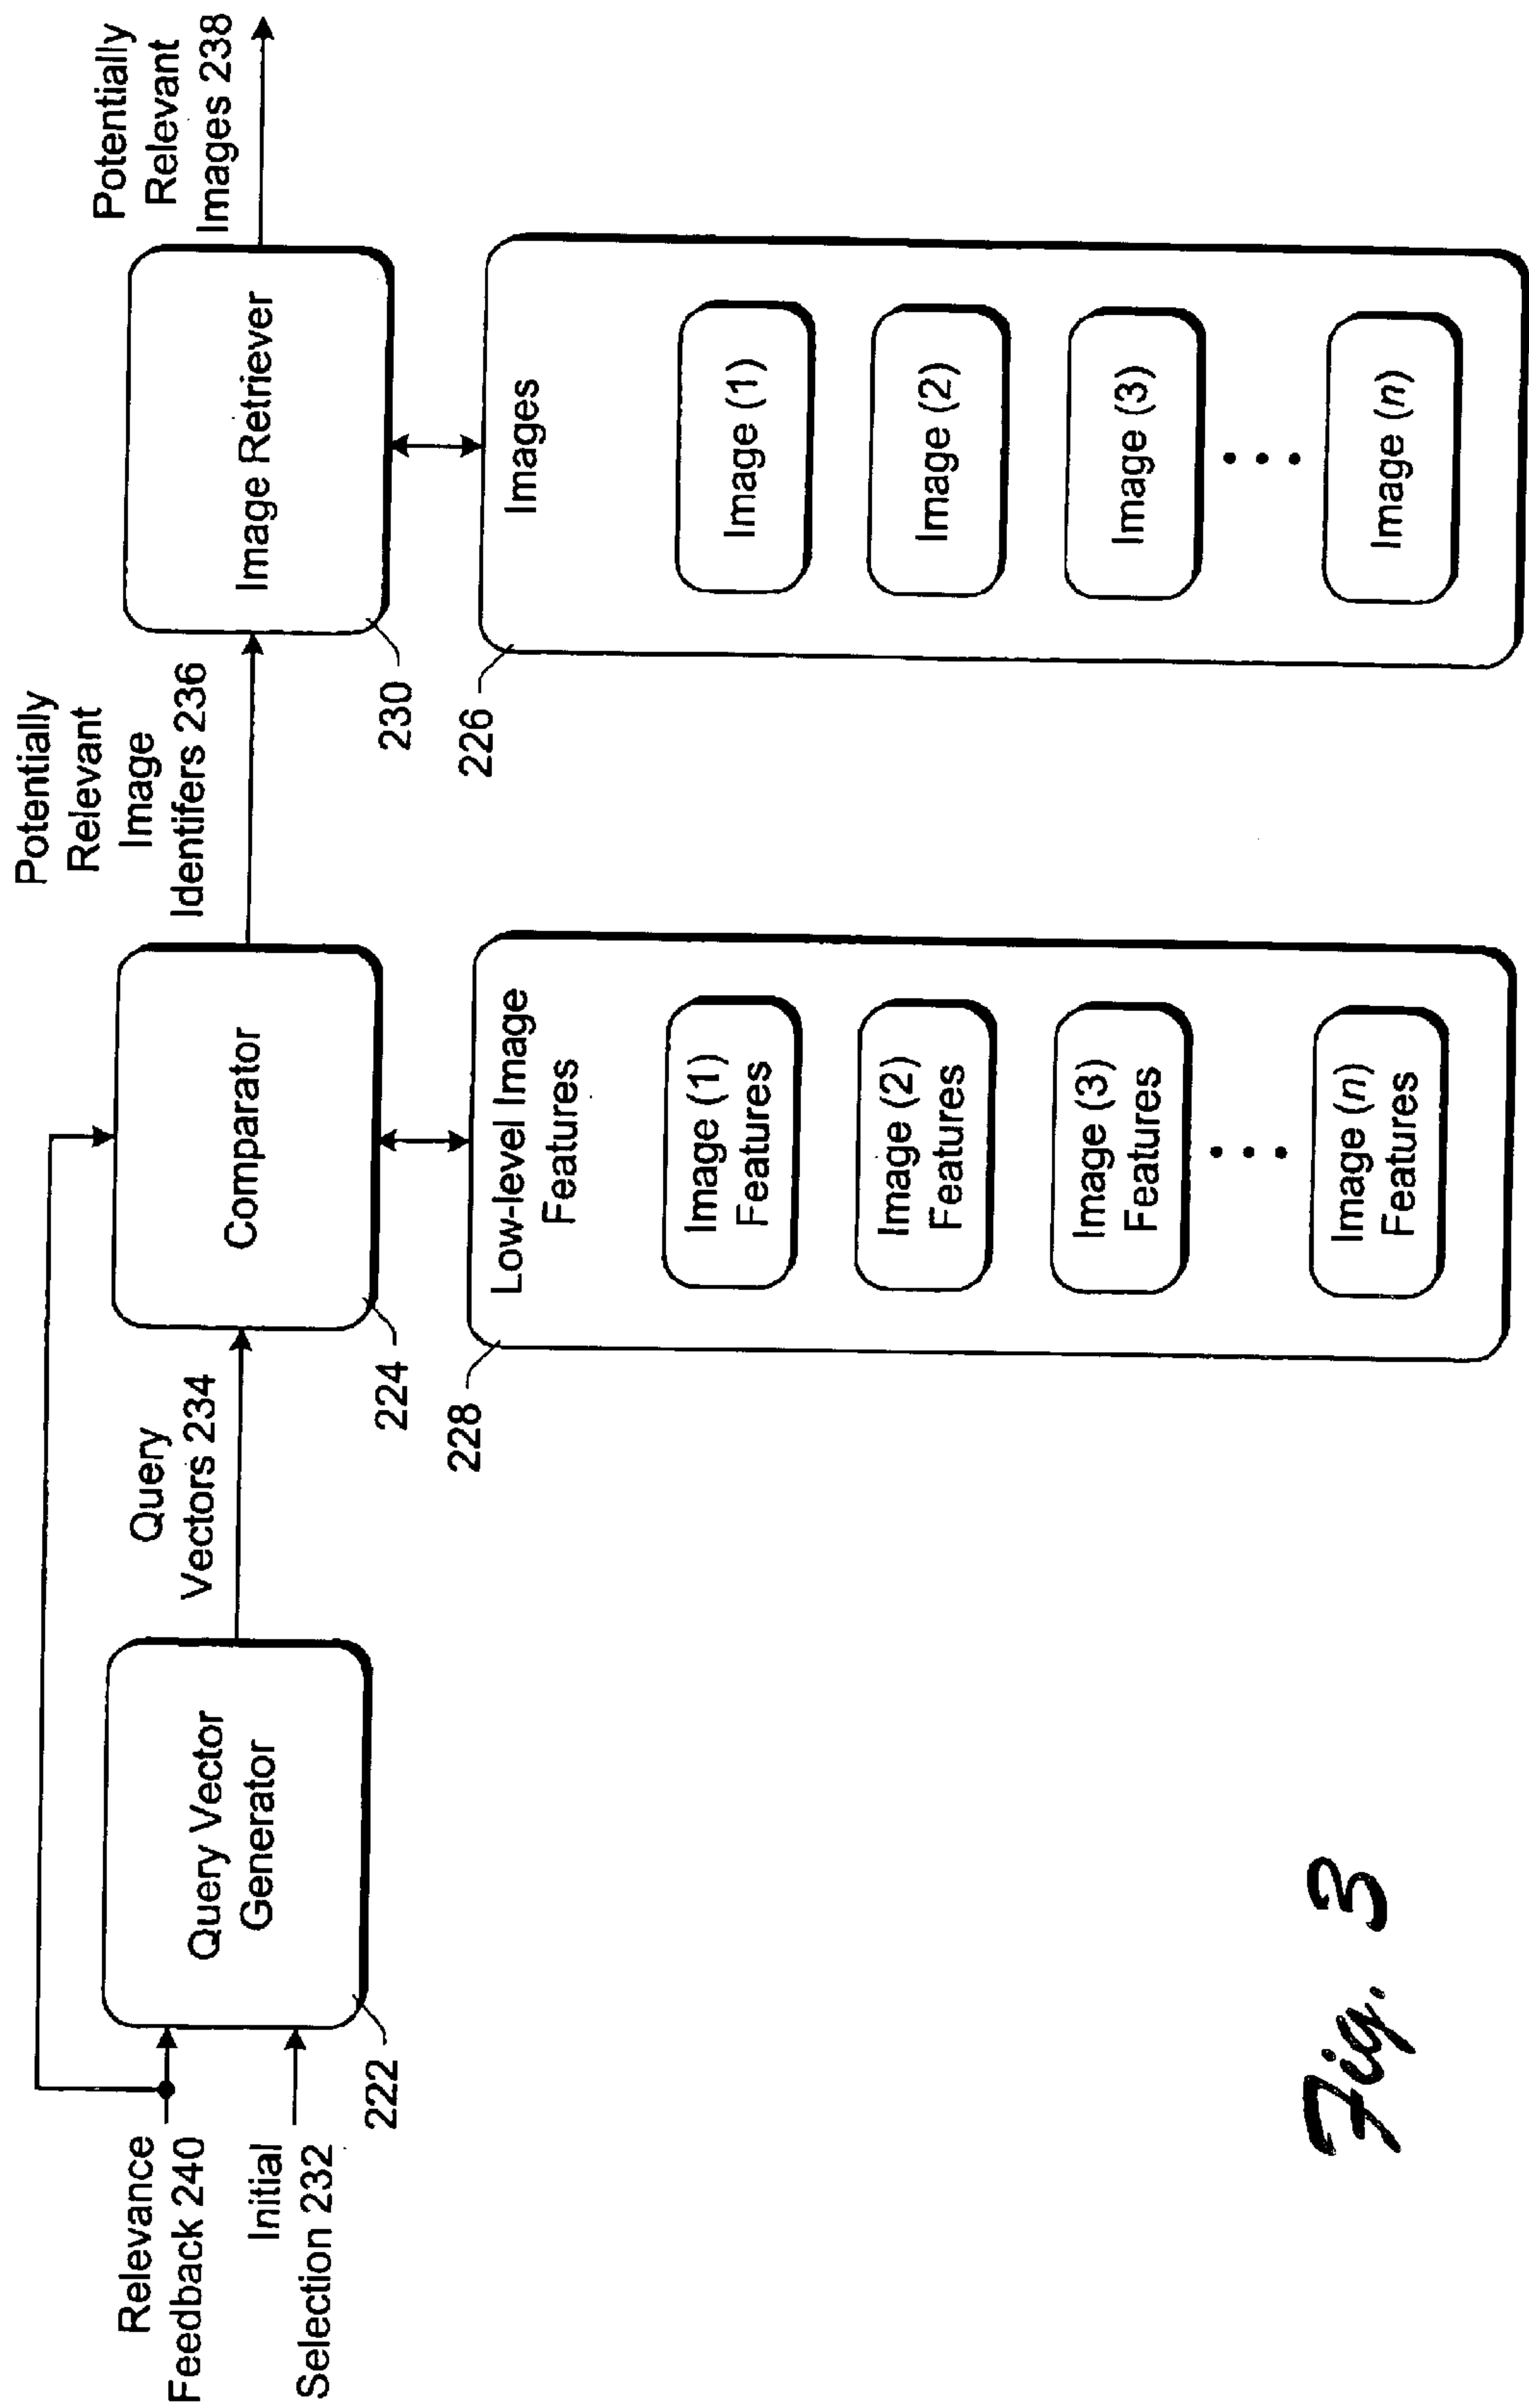 Relevance
Feedback 240
Initial
Selection 232
Query Vector
Generator
222
Query
Vectors 234
Comparator
224
Potentially
Relevant
Image
Identifers 236
Image Retriever
230
Potentially
Relevant
Images 238
Low-level Image
Features
228
Image (1)
Features
Image (2)
Features
Image (3)
Features
Image (n)
Features
Images
226
Image (1)
Image (2)
Image (3)
Image (n)
Fig. 3